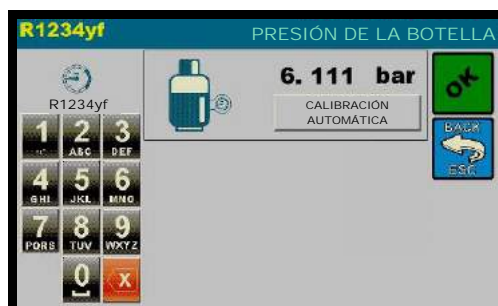 R1234yf PRESIÓN DE LA BOTELLA
R1234yf
6. 111 bar
CALIBRACIÓN
AUTOMÁTICA
OK
BACK
ESC
1 2 3
ABC DEF
4 5 6
GHI JKL MNO
7 8 9
PQRS TUV WXYZ
0 X